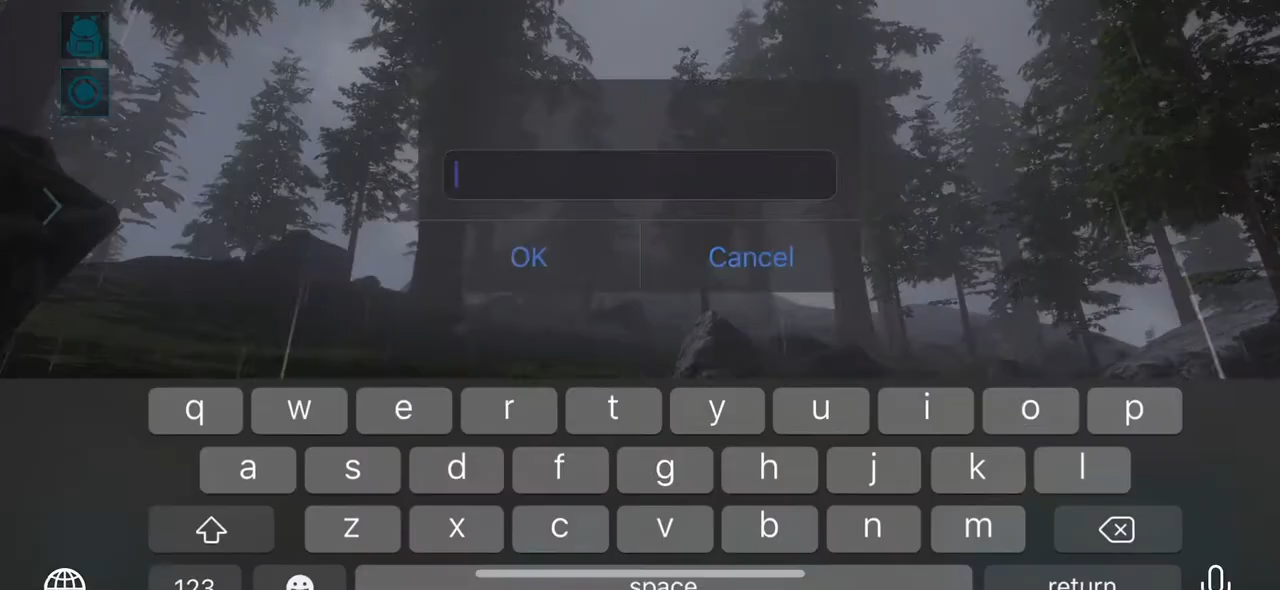 OK Cancel
q w e r t y u i o p
a s d f g h j k l
z x c v b n m
123 space return